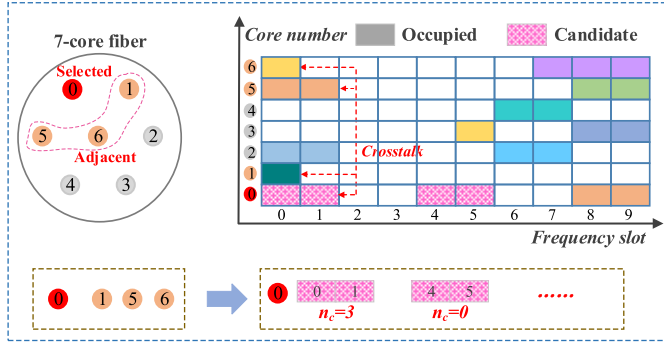 7-core fiber
Selected
0
1
5
6
2
Adjacent
4
3
Core number
Occupied
Candidate
6
5
4
3
2
1
0
Crosstalk
0 1 2 3 4 5 6 7 8 9
Frequency slot
0 1 5 6
0 0 1 4 5 ......
n_c=3 n_c=0